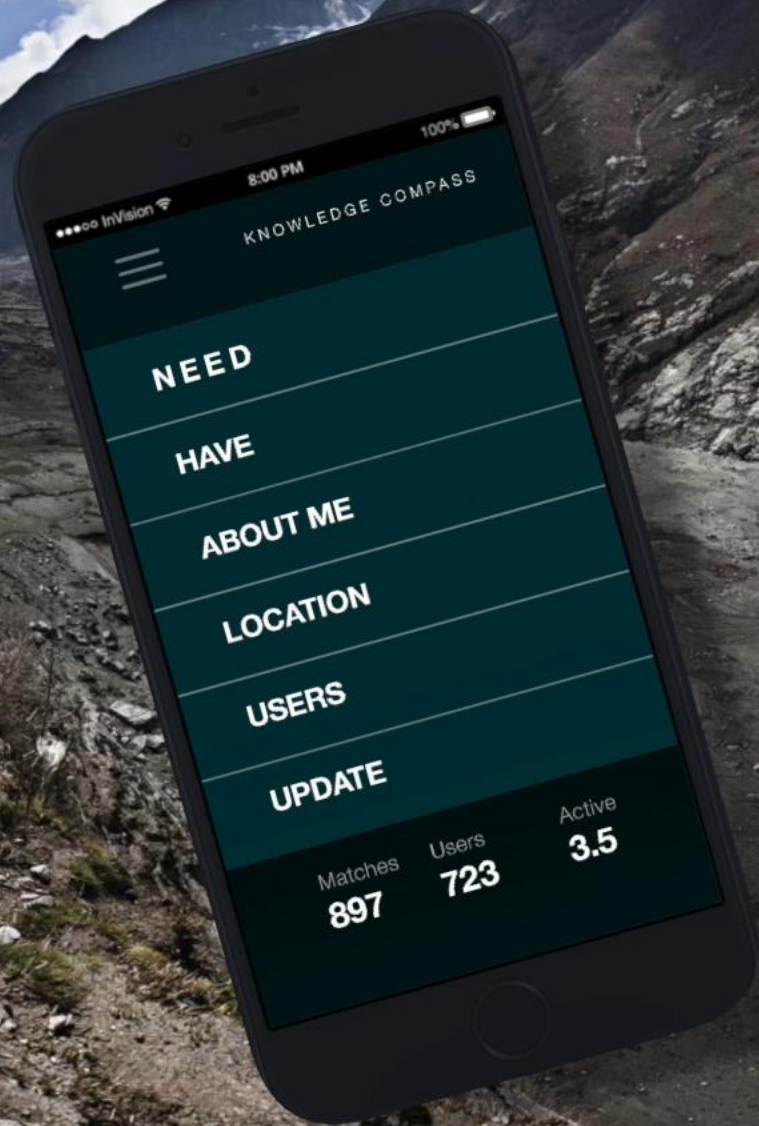 InVision 8:00 PM 100%
KNOWLEDGE COMPASS
NEED
HAVE
ABOUT ME
LOCATION
USERS
UPDATE
Matches Users Active
897 723 3.5